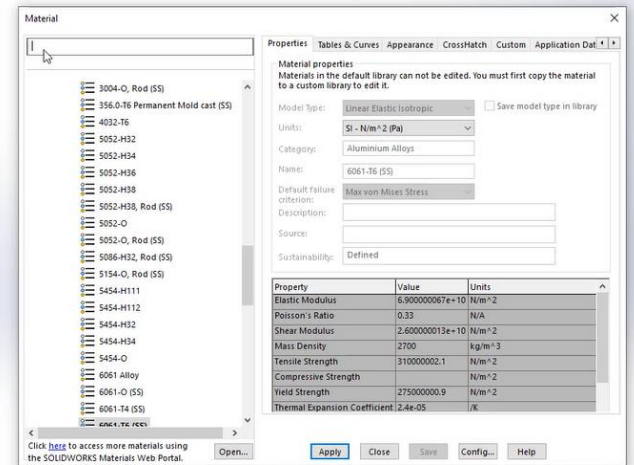 Material
3004-O, Rod (SS)
356.0-T6 Permanent Mold cast (SS)
4032-T6
5052-H32
5052-H34
5052-H36
5052-H38
5052-H38, Rod (SS)
5052-O
5052-O, Rod (SS)
5086-H32, Rod (SS)
5154-O, Rod (SS)
5454-H111
5454-H112
5454-H32
5454-H34
5454-O
6061 Alloy
6061-O (SS)
6061-T4 (SS)
6061-T6 (SS)
Click here to access more materials using
the SOLIDWORKS Materials Web Portal.
Open...
Properties Tables & Curves Appearance CrossHatch Custom Application Dat
Material properties
Materials in the default library can not be edited. You must first copy the material
to a custom library to edit it.
Model Type: Linear Elastic Isotropic Save model type in library
Units: SI - N/m^2 (Pa)
Category: Aluminium Alloys
Name: 6061-T6 (SS)
Default failure
criterion: Max von Mises Stress
Description:
Source:
Sustainability: Defined
Property Value Units
Elastic Modulus 6.900000067e+10 N/m^2
Poisson's Ratio 0.33 N/A
Shear Modulus 2.600000013e+10 N/m^2
Mass Density 2700 kg/m^3
Tensile Strength 310000002.1 N/m^2
Compressive Strength N/m^2
Yield Strength 275000000.9 N/m^2
Thermal Expansion Coefficient 2.4e-05 /K
Apply Close Save Config... Help